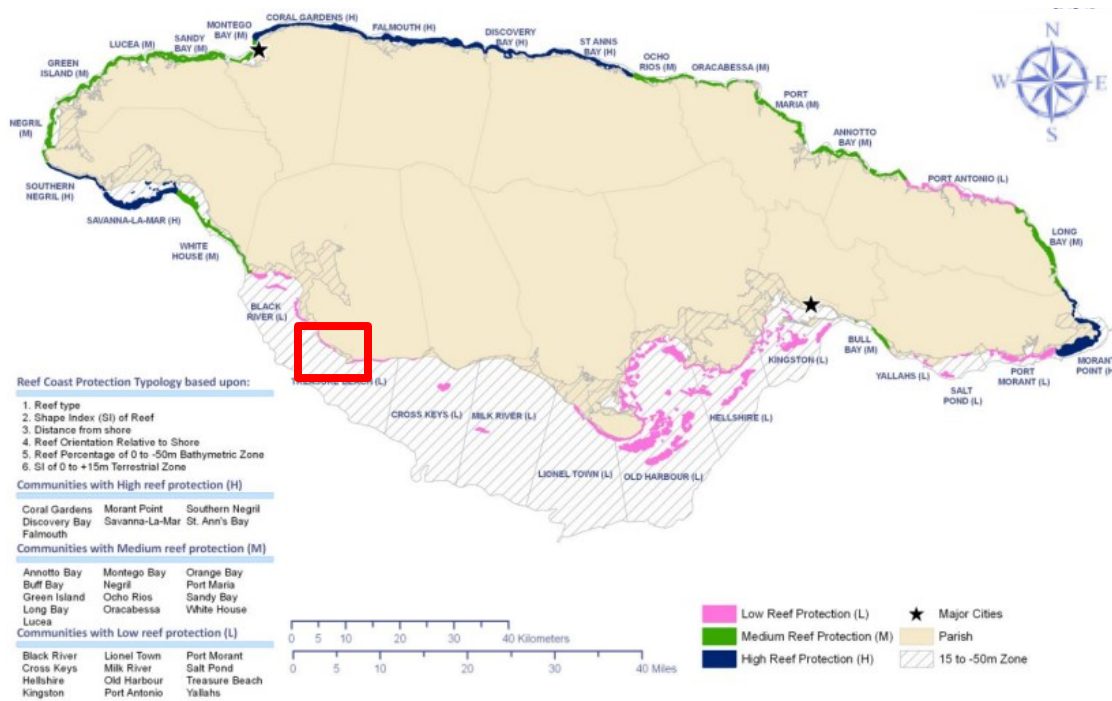 CORAL GARDENS (H)
MONTEGO
BAY (M)
FALMOUTH (H)
SANDY
BAY (M)
LUCEA (M)
DISCOVERY
BAY (H)
ST ANNS
BAY (H)
GREEN
ISLAND (M)
OCHO
RIOS (M)
ORACABESSA (M)
N
W
E
S
PORT
MARIA (M)
NEGRIL
(M)
ANNOTTO
BAY (M)
PORT ANTONIO (L)
SOUTHERN
NEGRIL (H)
SAVANNA-LA-MAR (H)
LONG
BAY (M)
WHITE
HOUSE (M)
BLACK
RIVER (L)
BULL
BAY (M)
KINGSTON (L)
MORANT
POINT (H
YALLAHS (L)
PORT
MORANT (L)
SALT
POND (L)
TREASURE BEACH (L)
CROSS KEYS (L)
MILK RIVER (L)
HELLSHIRE (L)
LIONEL TOWN (L)
OLD HARBOUR (L)
Reef Coast Protection Typology based upon:
1. Reef type
2. Shape Index (SI) of Reef
3. Distance from shore
4. Reef Orientation Relative to Shore
5. Reef Percentage of 0 to -50m Bathymetric Zone
6. SI of 0 to +15m Terrestrial Zone
Communities with High reef protection (H)
Coral Gardens Morant Point Southern Negril
Discovery Bay Savanna-La-Mar St. Ann's Bay
Falmouth
Communities with Medium reef protection (M)
Annotto Bay Montego Bay Orange Bay
Buff Bay Negril Port Maria
Green Island Ocho Rios Sandy Bay
Long Bay Oracabessa White House
Lucea
Communities with Low reef protection (L)
Black River Lionel Town Port Morant
Cross Keys Milk River Salt Pond
Hellshire Old Harbour Treasure Beach
Kingston Port Antonio Yallahs
0 5 10 20 30 40 Kilometers
0 5 10 20 30 40 Miles
Low Reef Protection (L) Major Cities
Medium Reef Protection (M) Parish
High Reef Protection (H) 15 to -50m Zone